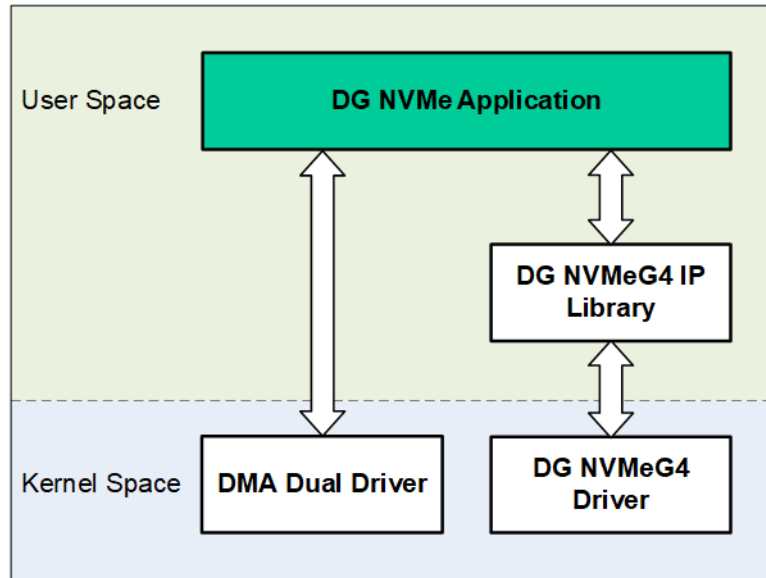 User Space
DG NVMe Application
DG NVMeG4 IP
Library
Kernel Space
DMA Dual Driver
DG NVMeG4
Driver